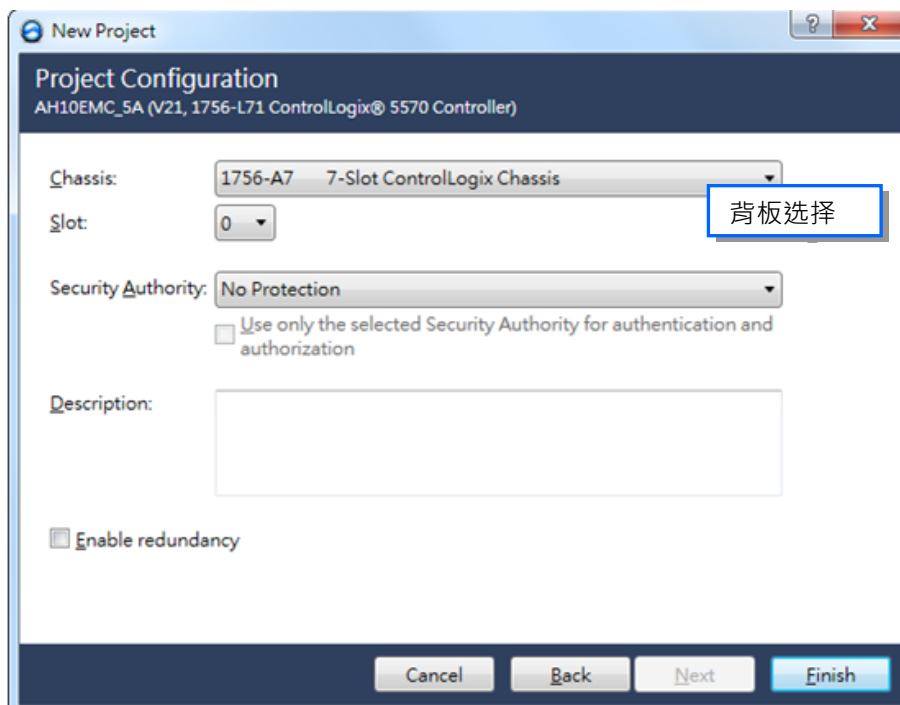 New Project
Project Configuration
AH10EMC_5A (V21, 1756-L71 ControlLogix® 5570 Controller)
Chassis: 1756-A7 7-Slot ControlLogix Chassis
背板选择
Slot: 0
Security Authority: No Protection
Use only the selected Security Authority for authentication and
authorization
Description:
Enable redundancy
Cancel Back Next Finish